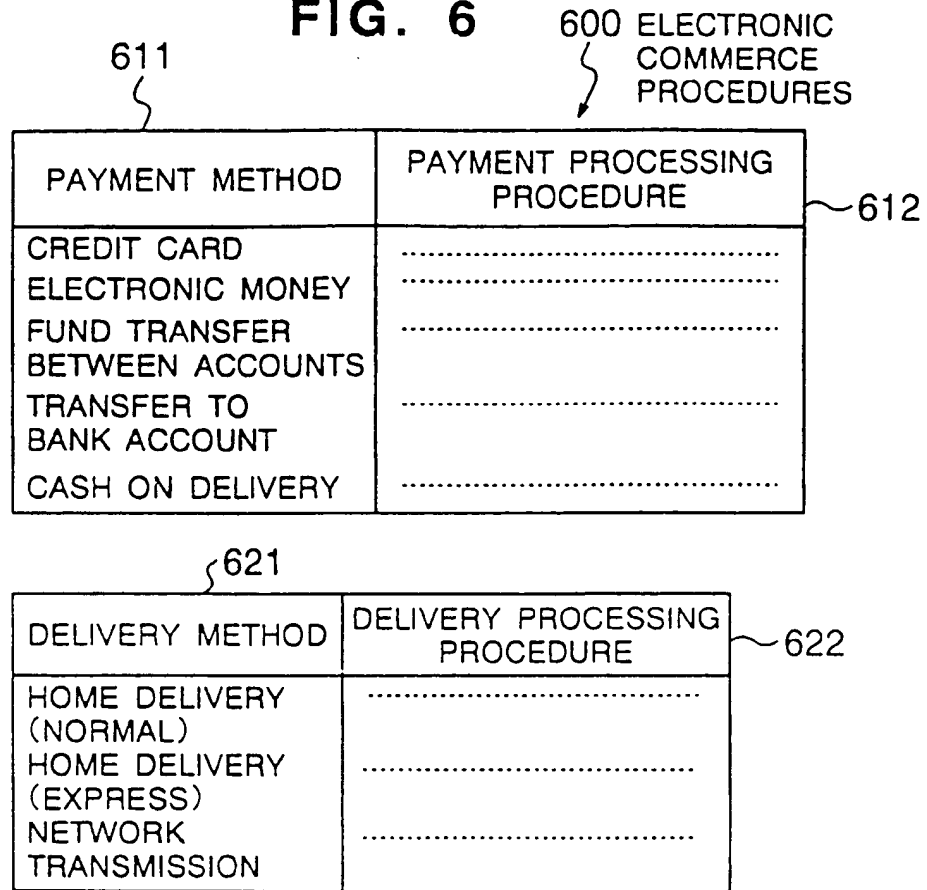 FIG. 6
600 ELECTRONIC
COMMERCE
PROCEDURES
611
PAYMENT METHOD
PAYMENT PROCESSING
PROCEDURE
612
CREDIT CARD
ELECTRONIC MONEY
FUND TRANSFER
BETWEEN ACCOUNTS
TRANSFER TO
BANK ACCOUNT
CASH ON DELIVERY
621
DELIVERY METHOD
DELIVERY PROCESSING
PROCEDURE
622
HOME DELIVERY
(NORMAL)
HOME DELIVERY
(EXPRESS)
NETWORK
TRANSMISSION